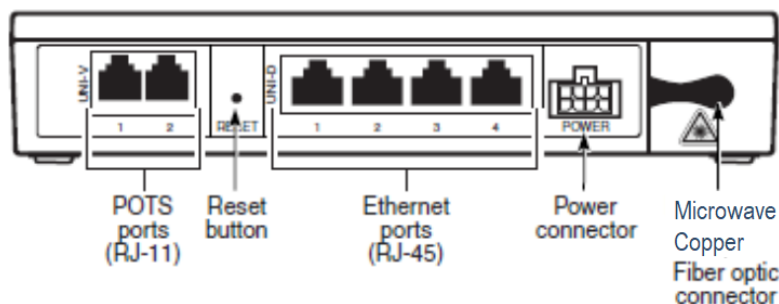 UNI-V
1 2
RESET
UNI-D
1 2 3 4
POWER
POTS
ports
(RJ-11)
Reset
button
Ethernet
ports
(RJ-45)
Power
connector
Microwave
Copper
Fiber optic
connector